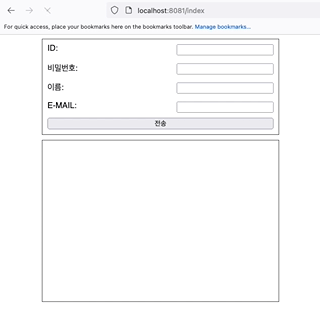 localhost:8081/index
For quick access, place your bookmarks here on the bookmarks toolbar. Manage bookmarks...
ID:
비밀번호:
이름:
E-MAIL:
전송